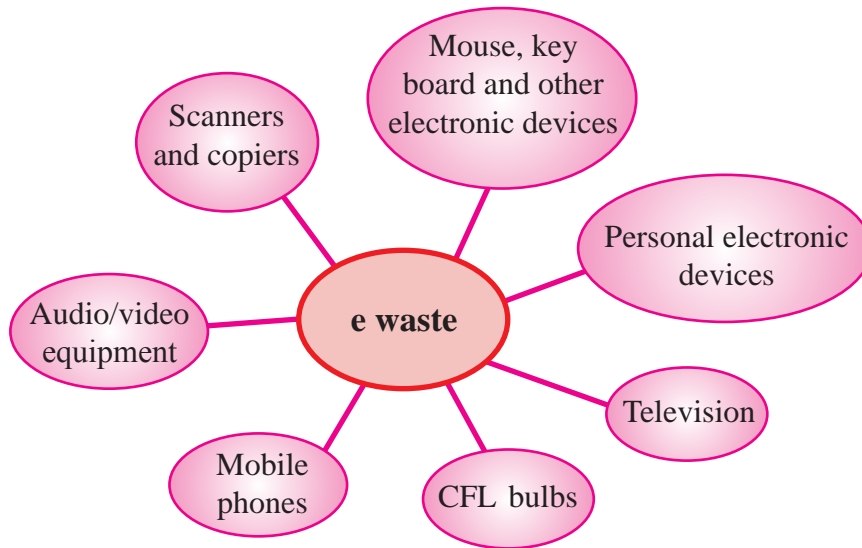 Mouse, key
board and other
electronic devices
Scanners
and copiers
Personal electronic
devices
e waste
Audio/video
equipment
Television
Mobile
phones
CFL bulbs